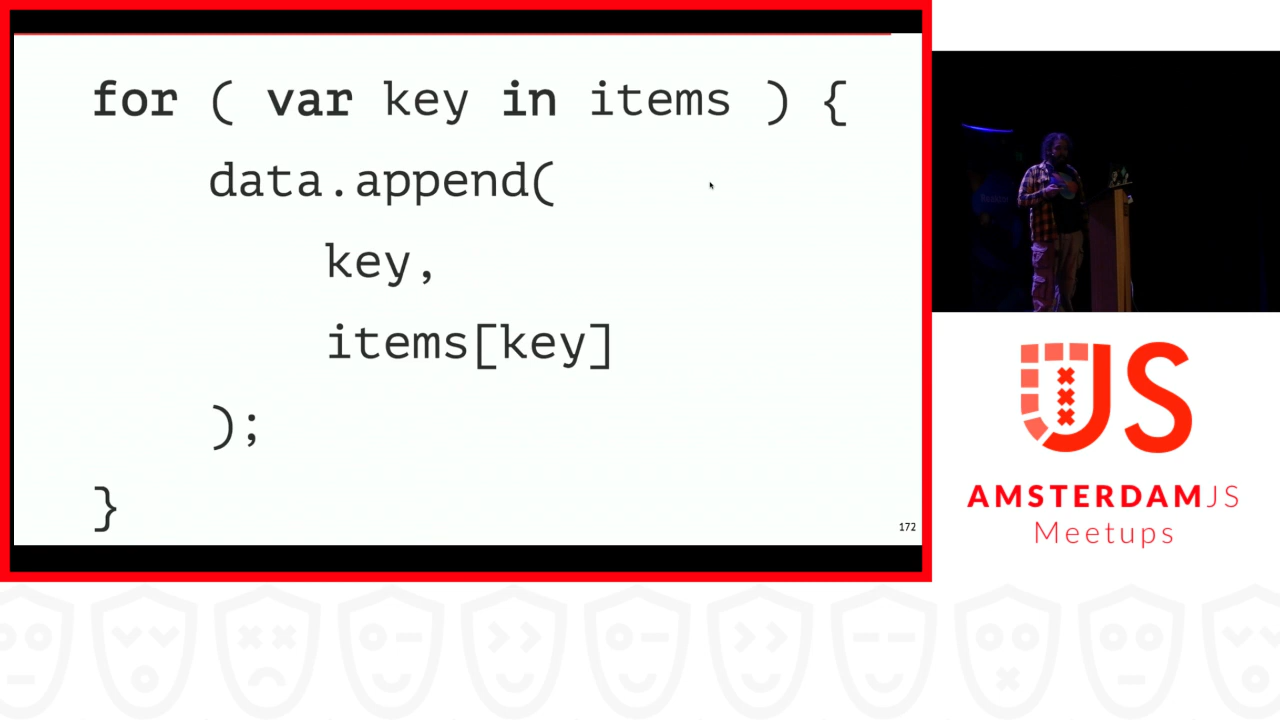 for ( var key in items ) {
data.append(
key,
items[key]
);
}
172
JS
AMSTERDAMJS
Meetups